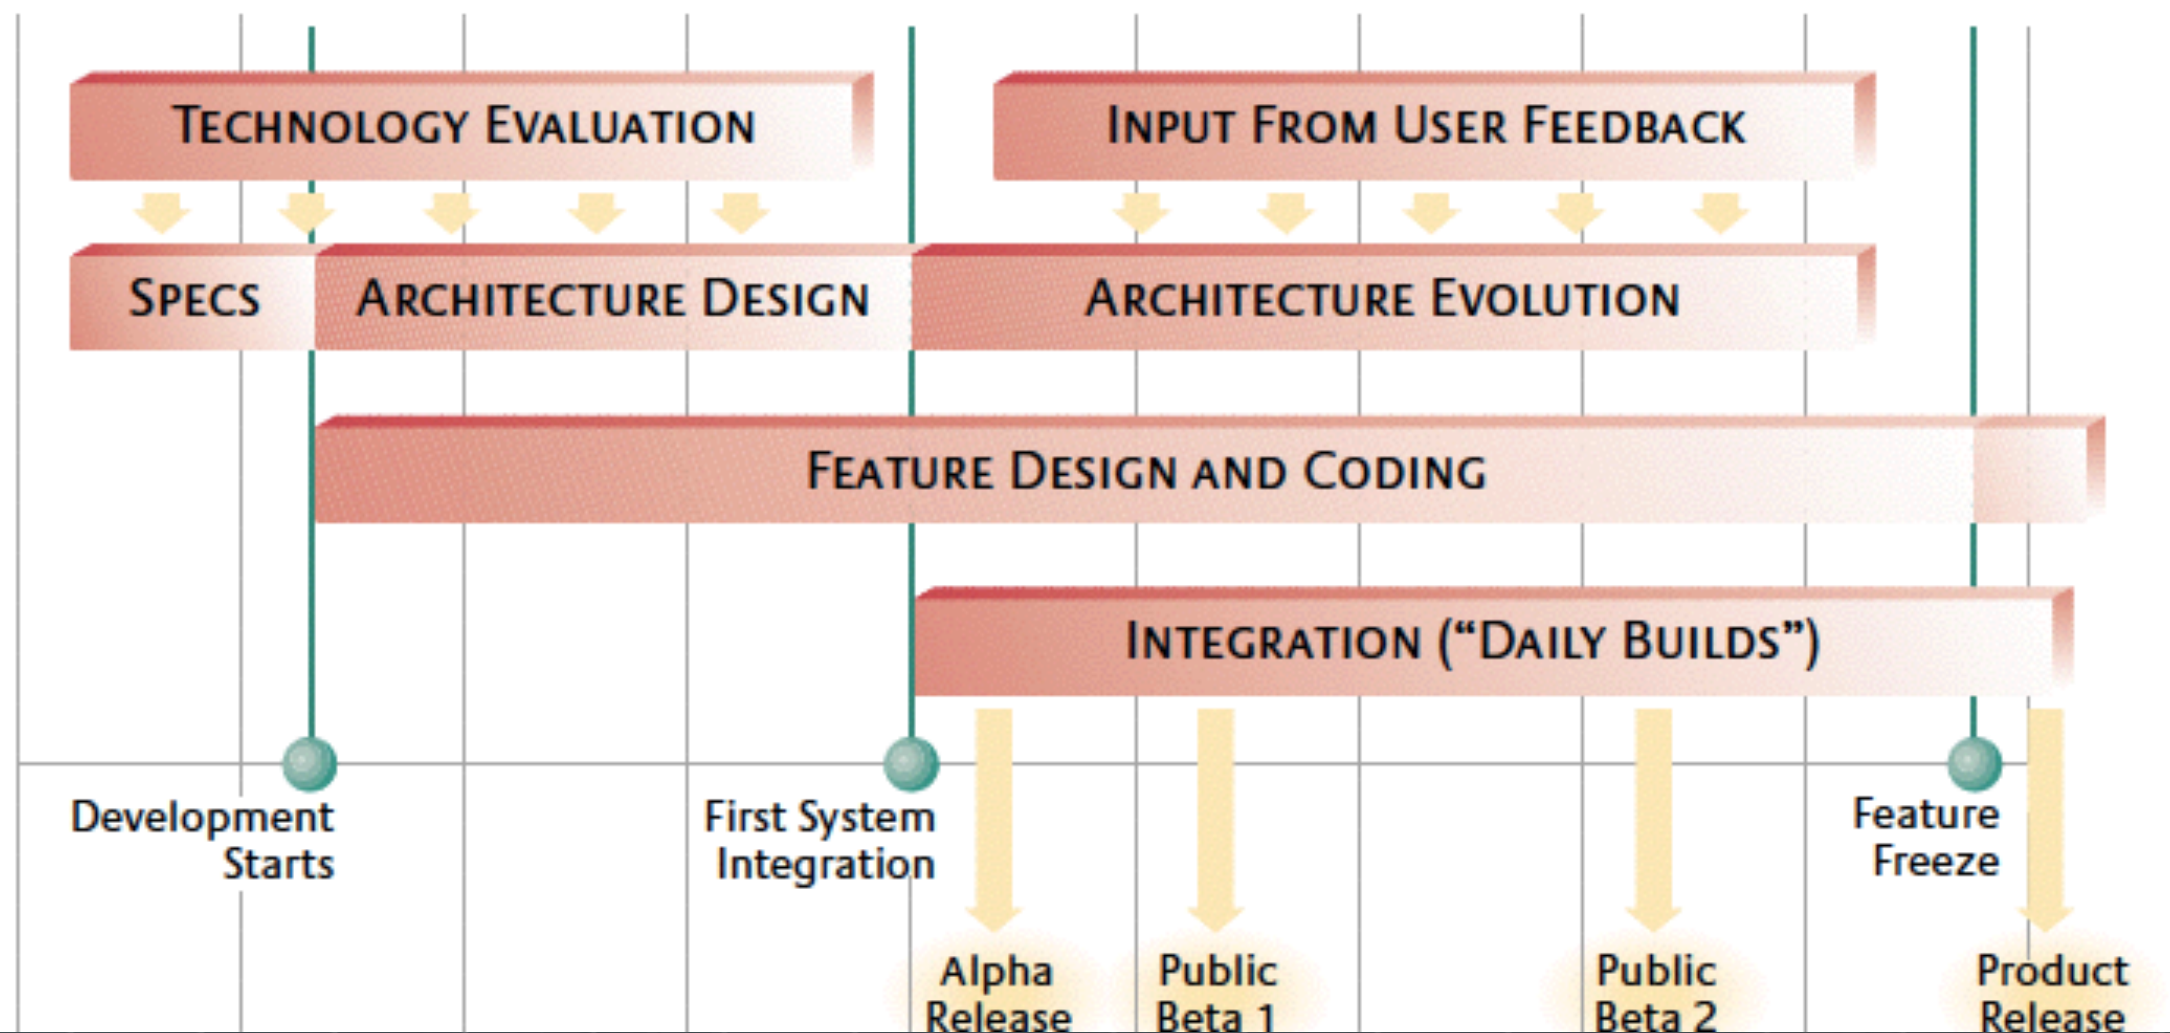 TECHNOLOGY EVALUATION
INPUT FROM USER FEEDBACK
SPECS
ARCHITECTURE DESIGN
ARCHITECTURE EVOLUTION
FEATURE DESIGN AND CODING
INTEGRATION (“DAILY BUILDS”)
Development
Starts
First System
Integration
Feature
Freeze
Alpha
Release
Public
Beta 1
Public
Beta 2
Product
Release